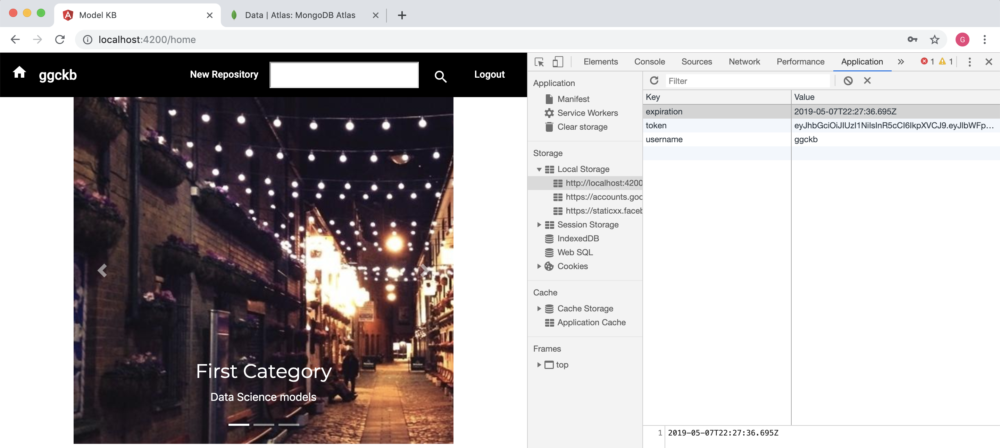 Model KB
Data | Atlas: MongoDB Atlas
localhost:4200/home
G
ggckb
New Repository
Logout
First Category
Data Science models
Elements
Console
Sources
Network
Performance
Application
1
1
Application
Manifest
Service Workers
Clear storage
Storage
Local Storage
http://localhost:4200
https://accounts.goo
https://staticxx.faceb
Session Storage
IndexedDB
Web SQL
Cookies
Cache
Cache Storage
Application Cache
Frames
top
Filter
Key Value
expiration 2019-05-07T22:27:36.695Z
token eyJhbGciOiJIUzI1NiIsInR5cCI6IkpXVCJ9.eyJlbWFp...
username ggckb
1 2019-05-07T22:27:36.695Z